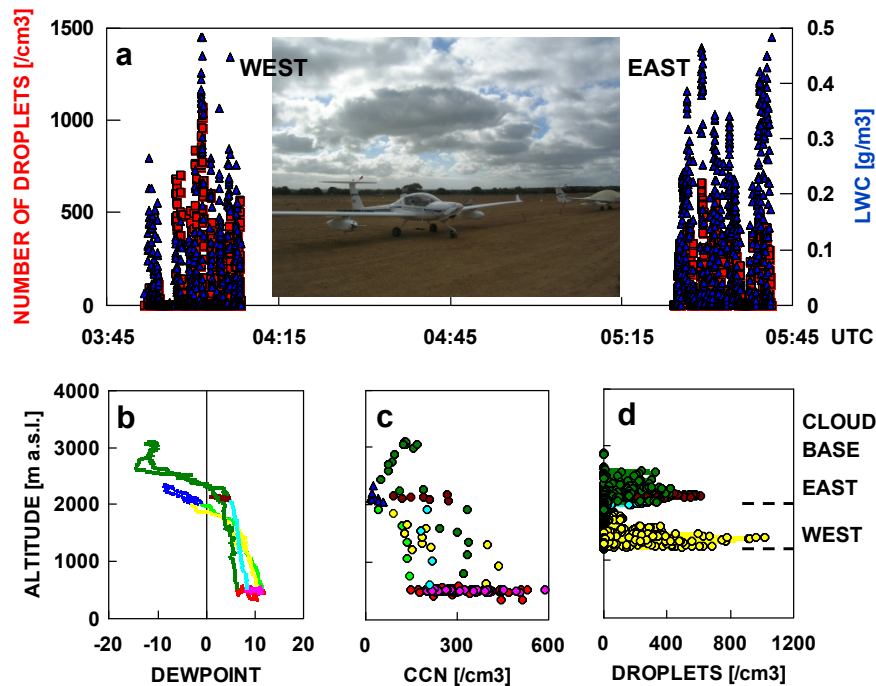 1500
1000
500
0
NUMBER OF DROPLETS [/cm3]
a
WEST
EAST
0.5
0.4
0.3
0.2
0.1
0
LWC [g/m3]
03:45
04:15
04:45
05:15
05:45
UTC
4000
3000
2000
1000
0
ALTITUDE [m a.s.l.]
b
-20
-10
0
10
20
DEWPOINT
c
0
300
600
CCN [/cm3]
d
0
400
800
1200
DROPLETS [/cm3]
CLOUD
BASE
EAST
WEST